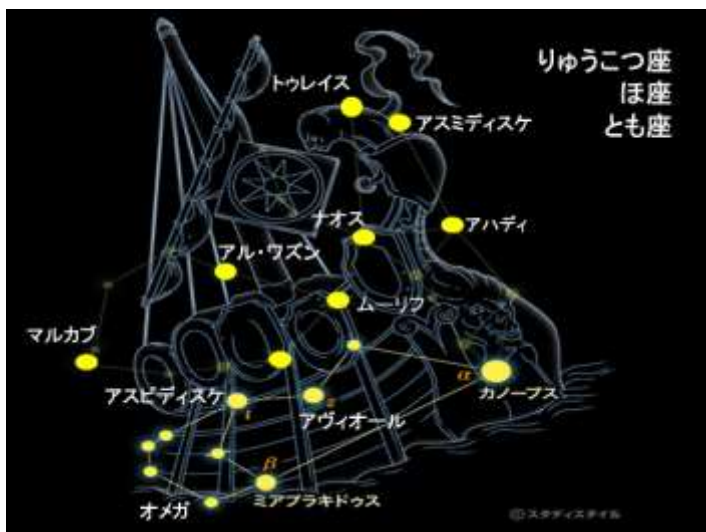 りゅうこつ座
ほ座
とも座
トゥレイス
アスミディスケ
ナオス
アハディ
アル・ワズン
ムーリフ
マルカブ
α
カノープス
アスピディスケ
ι
ε
アヴィオール
β
ミアプラキドゥス
オメガ
©スタディスタイル